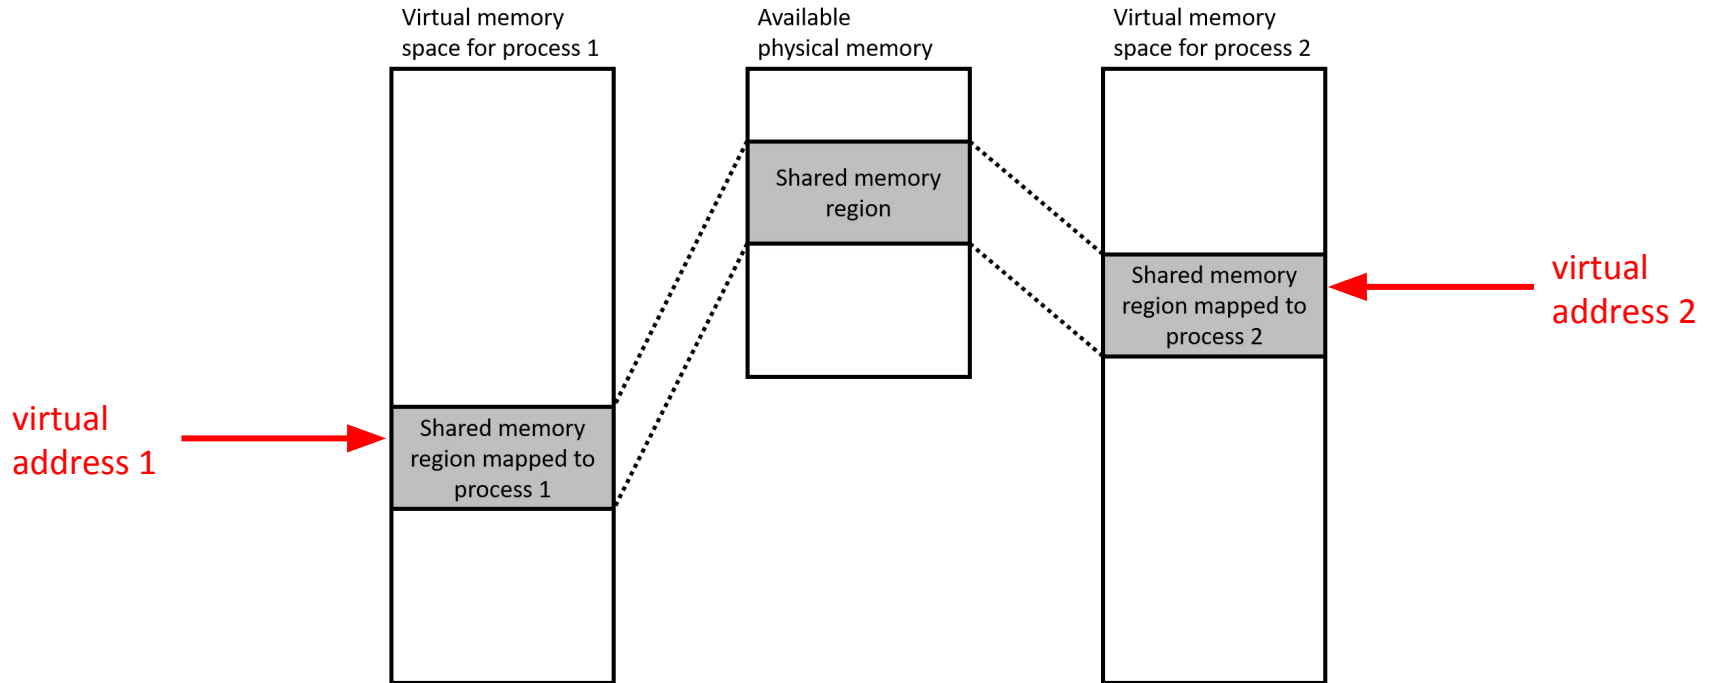 Virtual memory
space for process 1
Available
physical memory
Virtual memory
space for process 2
Shared memory
region
Shared memory
region mapped to
process 2
virtual
address 2
virtual
address 1
Shared memory
region mapped to
process 1